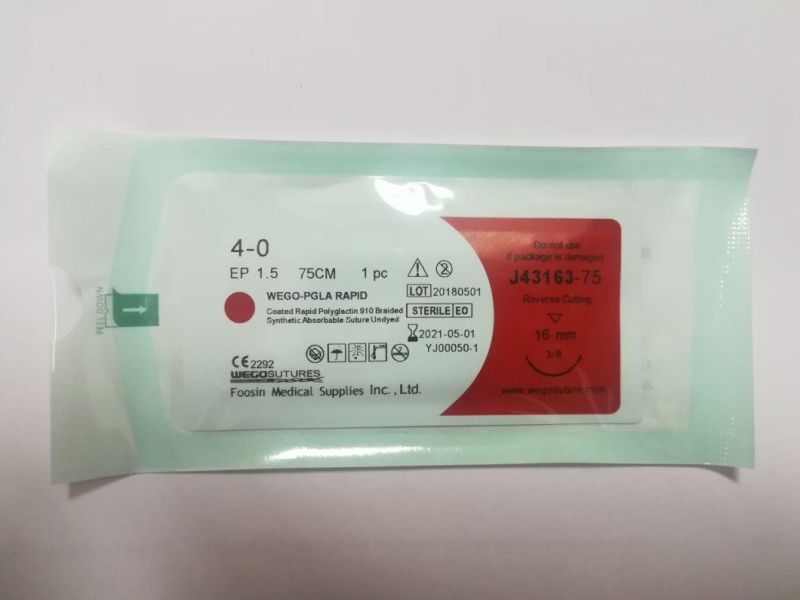 4-0
EP 1.5 75CM 1 pc
WEGO-PGLA RAPID
Coated Rapid Polyglactin 910 Braided
Synthetic Absorbable Suture Undyed
LOT 20180501
STERILE EO
2021-05-01
YJ00050-1
CE 2292
WEGOSUTURES
Foosin Medical Supplies Inc.,Ltd.
Do not use
if package is damaged
J43163-75
Reverse Cutting
16 mm
3/8
www.wegosuture.com
PEEL DOWN